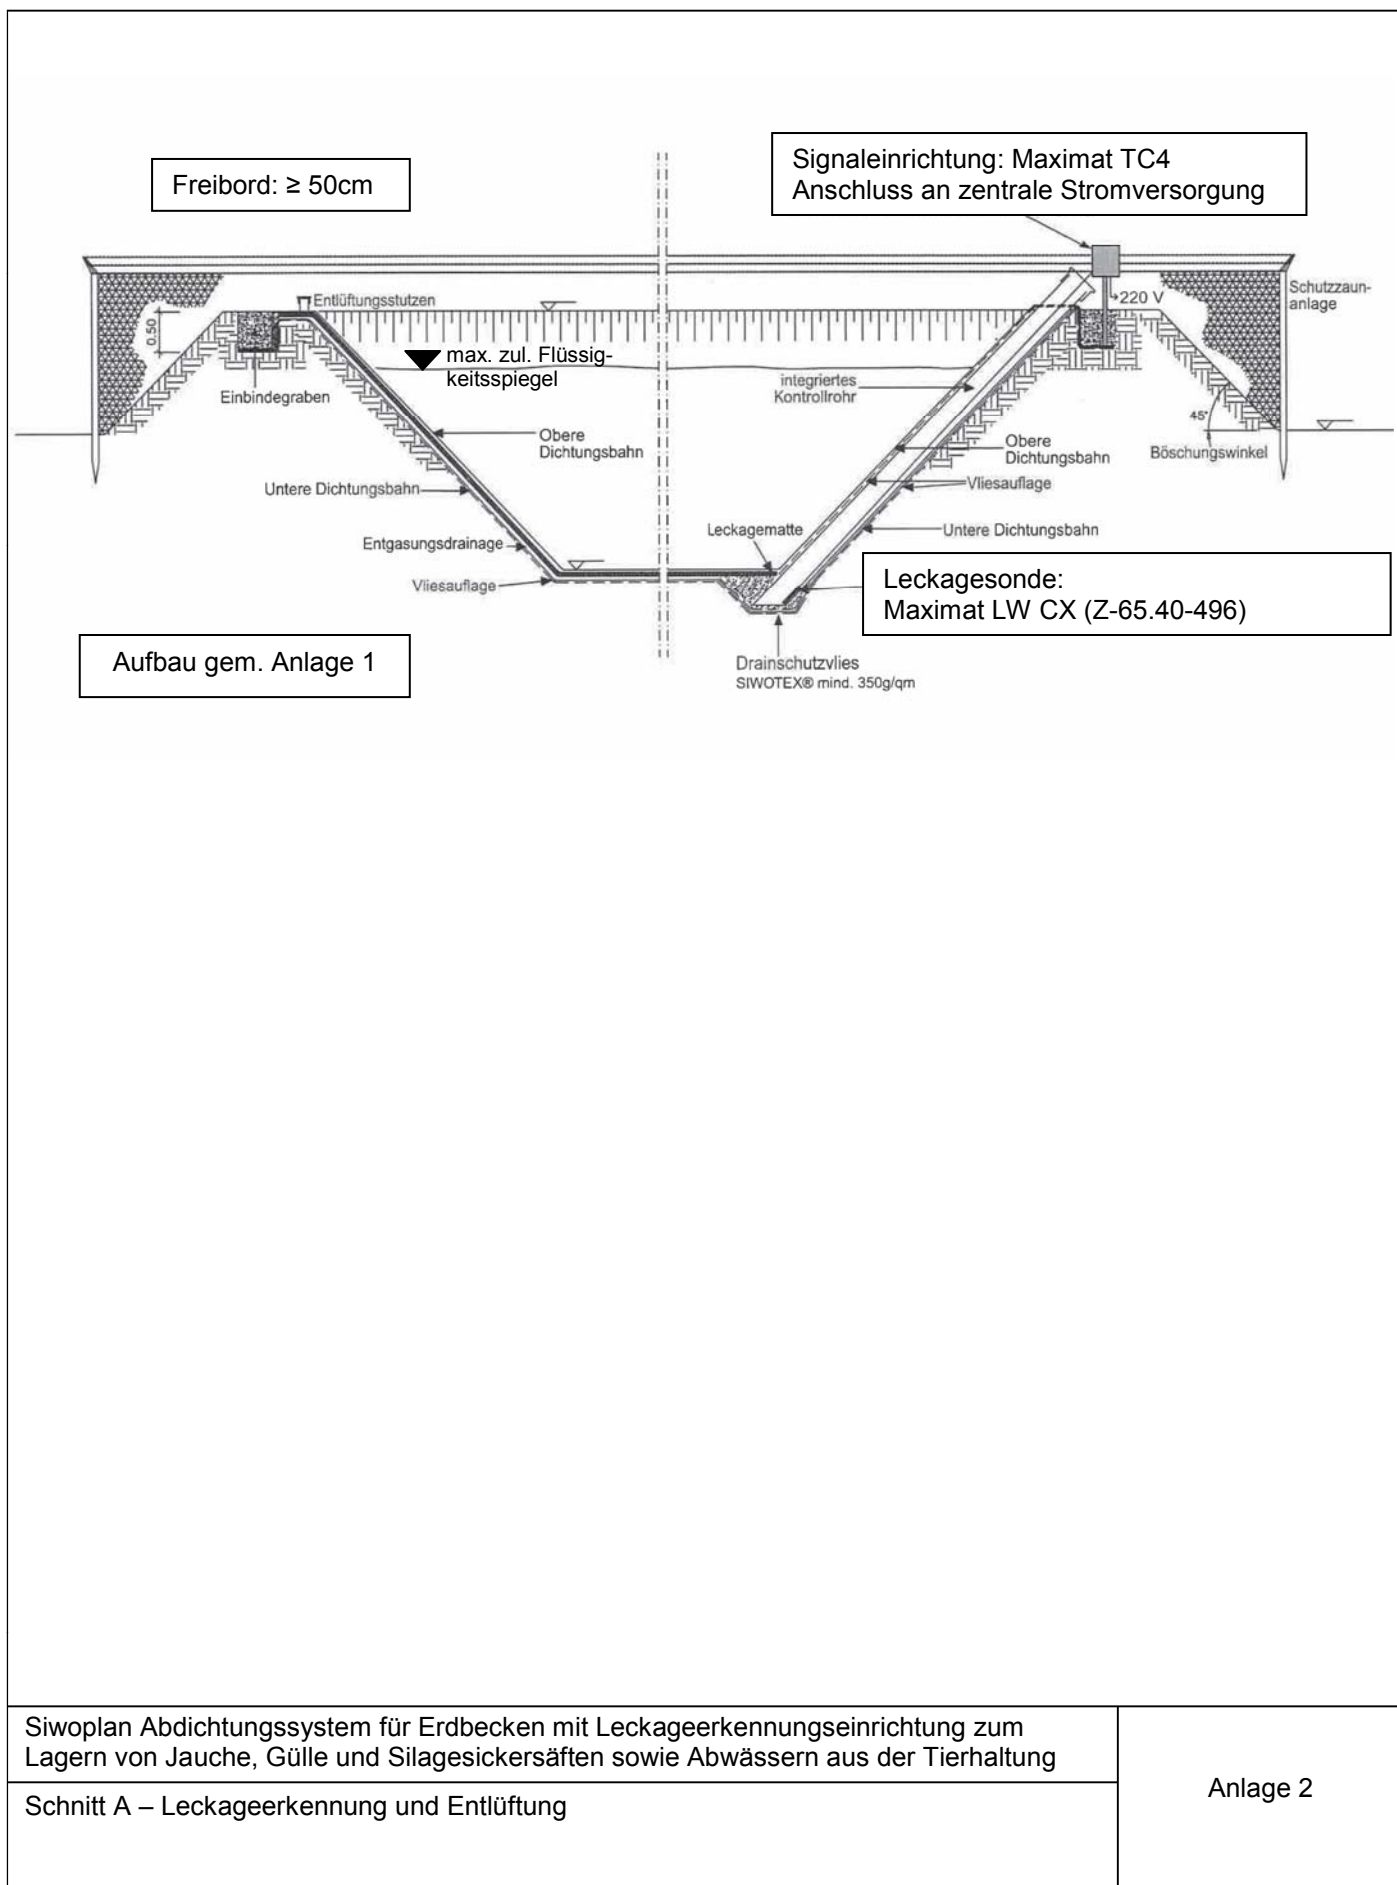 Freibord: ≥ 50cm
Signaleinrichtung: Maximat TC4
Anschluss an zentrale Stromversorgung
Entlüftungsstutzen
220 V
Schutzzaun-
anlage
0.50
max. zul. Flüssig-
keitsspiegel
Einbindegraben
integriertes
Kontrollrohr
45°
Böschungswinkel
Obere
Dichtungsbahn
Obere
Dichtungsbahn
Untere Dichtungsbahn
Vliesauflage
Entgasungsdrainage
Leckagematte
Untere Dichtungsbahn
Vliesauflage
Leckagesonde:
Maximat LW CX (Z-65.40-496)
Aufbau gem. Anlage 1
Drainschutzvlies
SIWOTEX® mind. 350g/qm
Siwoplan Abdichtungssystem für Erdbecken mit Leckageerkennungseinrichtung zum
Lagern von Jauche, Gülle und Silagesickersäften sowie Abwässern aus der Tierhaltung
Anlage 2
Schnitt A – Leckageerkennung und Entlüftung